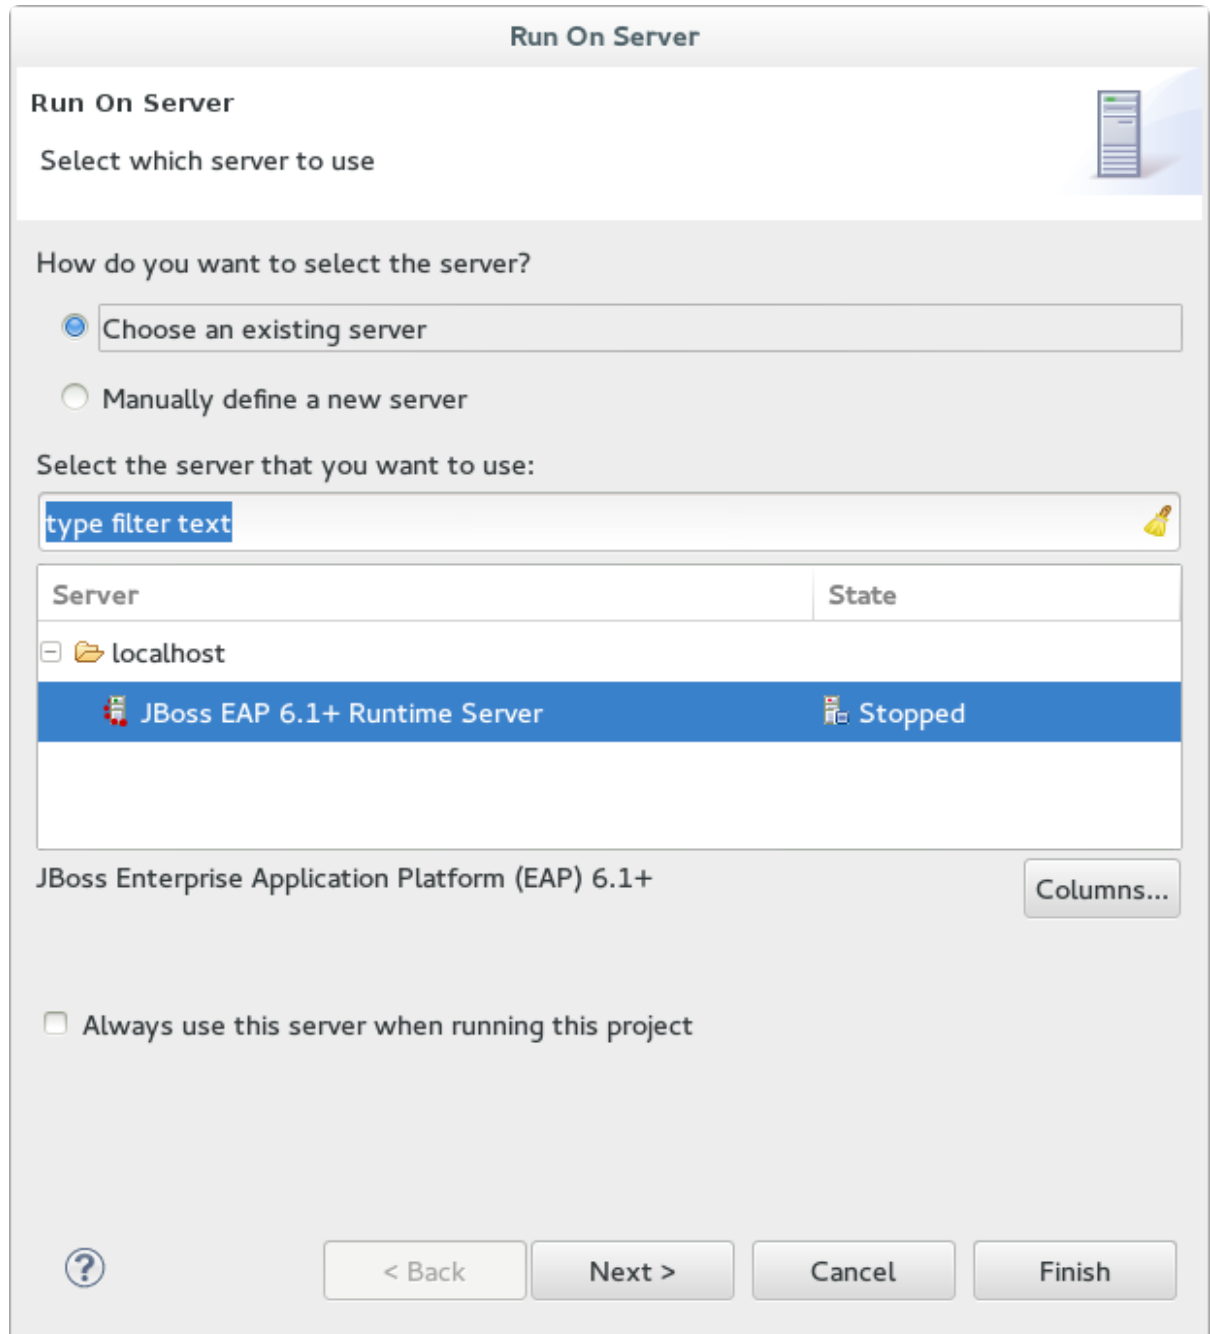 Run On Server
Run On Server
Select which server to use
How do you want to select the server?
Choose an existing server
Manually define a new server
Select the server that you want to use:
type filter text
Server State
localhost
JBoss EAP 6.1+ Runtime Server Stopped
JBoss Enterprise Application Platform (EAP) 6.1+
Columns...
Always use this server when running this project
? < Back Next > Cancel Finish